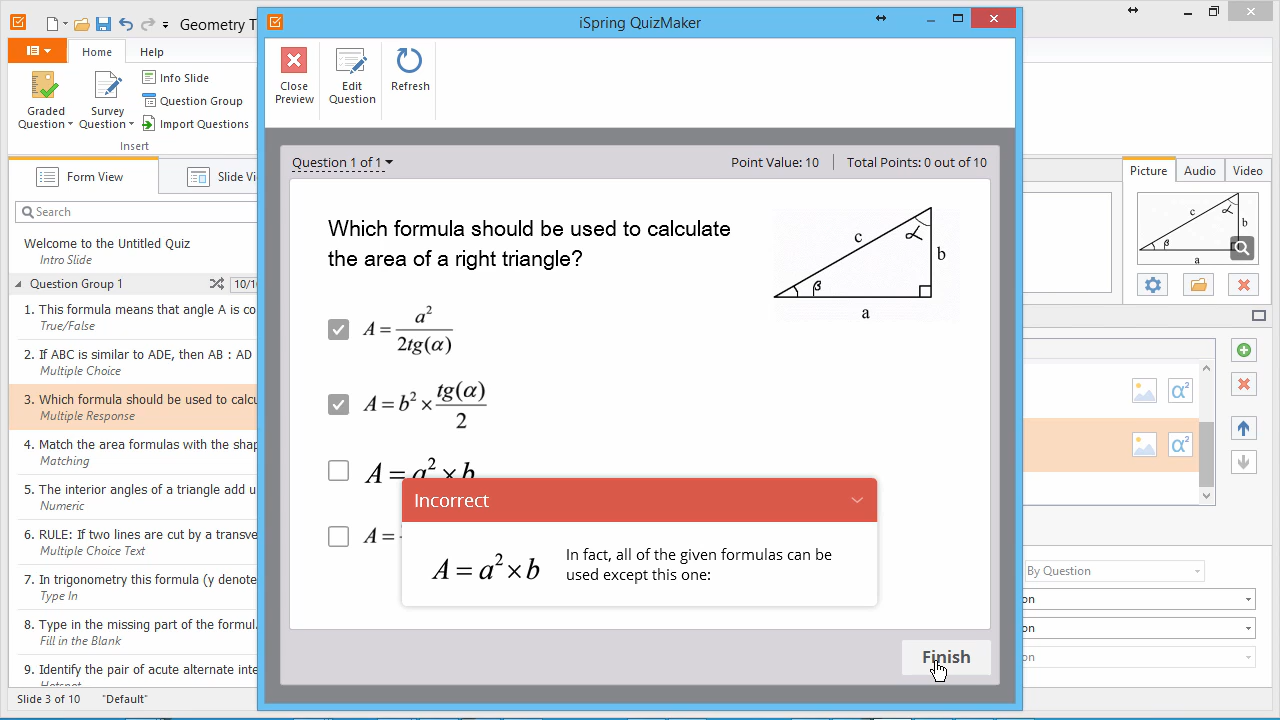 Geometry T
iSpring QuizMaker
Home
Help
Graded
Question
Survey
Question
Info Slide
Question Group
Import Questions
Insert
Close
Preview
Edit
Question
Refresh
Form View
Slide Vi
Search
Welcome to the Untitled Quiz
Intro Slide
Question Group 1
10/10
1. This formula means that angle A is co
True/False
2. If ABC is similar to ADE, then AB : AD
Multiple Choice
3. Which formula should be used to calcu
Multiple Response
4. Match the area formulas with the shap
Matching
5. The interior angles of a triangle add u
Numeric
6. RULE: If two lines are cut by a transve
Multiple Choice Text
7. In trigonometry this formula (y denote
Type In
8. Type in the missing part of the formul
Fill in the Blank
9. Identify the pair of acute alternate inte
Slide 3 of 10
"Default"
Question 1 of 1
Point Value: 10
Total Points: 0 out of 10
Which formula should be used to calculate
the area of a right triangle?
c
α
b
β
a
A = a² / 2tg(α)
A = b² × tg(α) / 2
A = a² × b
A =
Incorrect
A = a² × b
In fact, all of the given formulas can be
used except this one:
Finish
Picture
Audio
Video
c
α
b
β
a
α²
α²
By Question
on
on
on